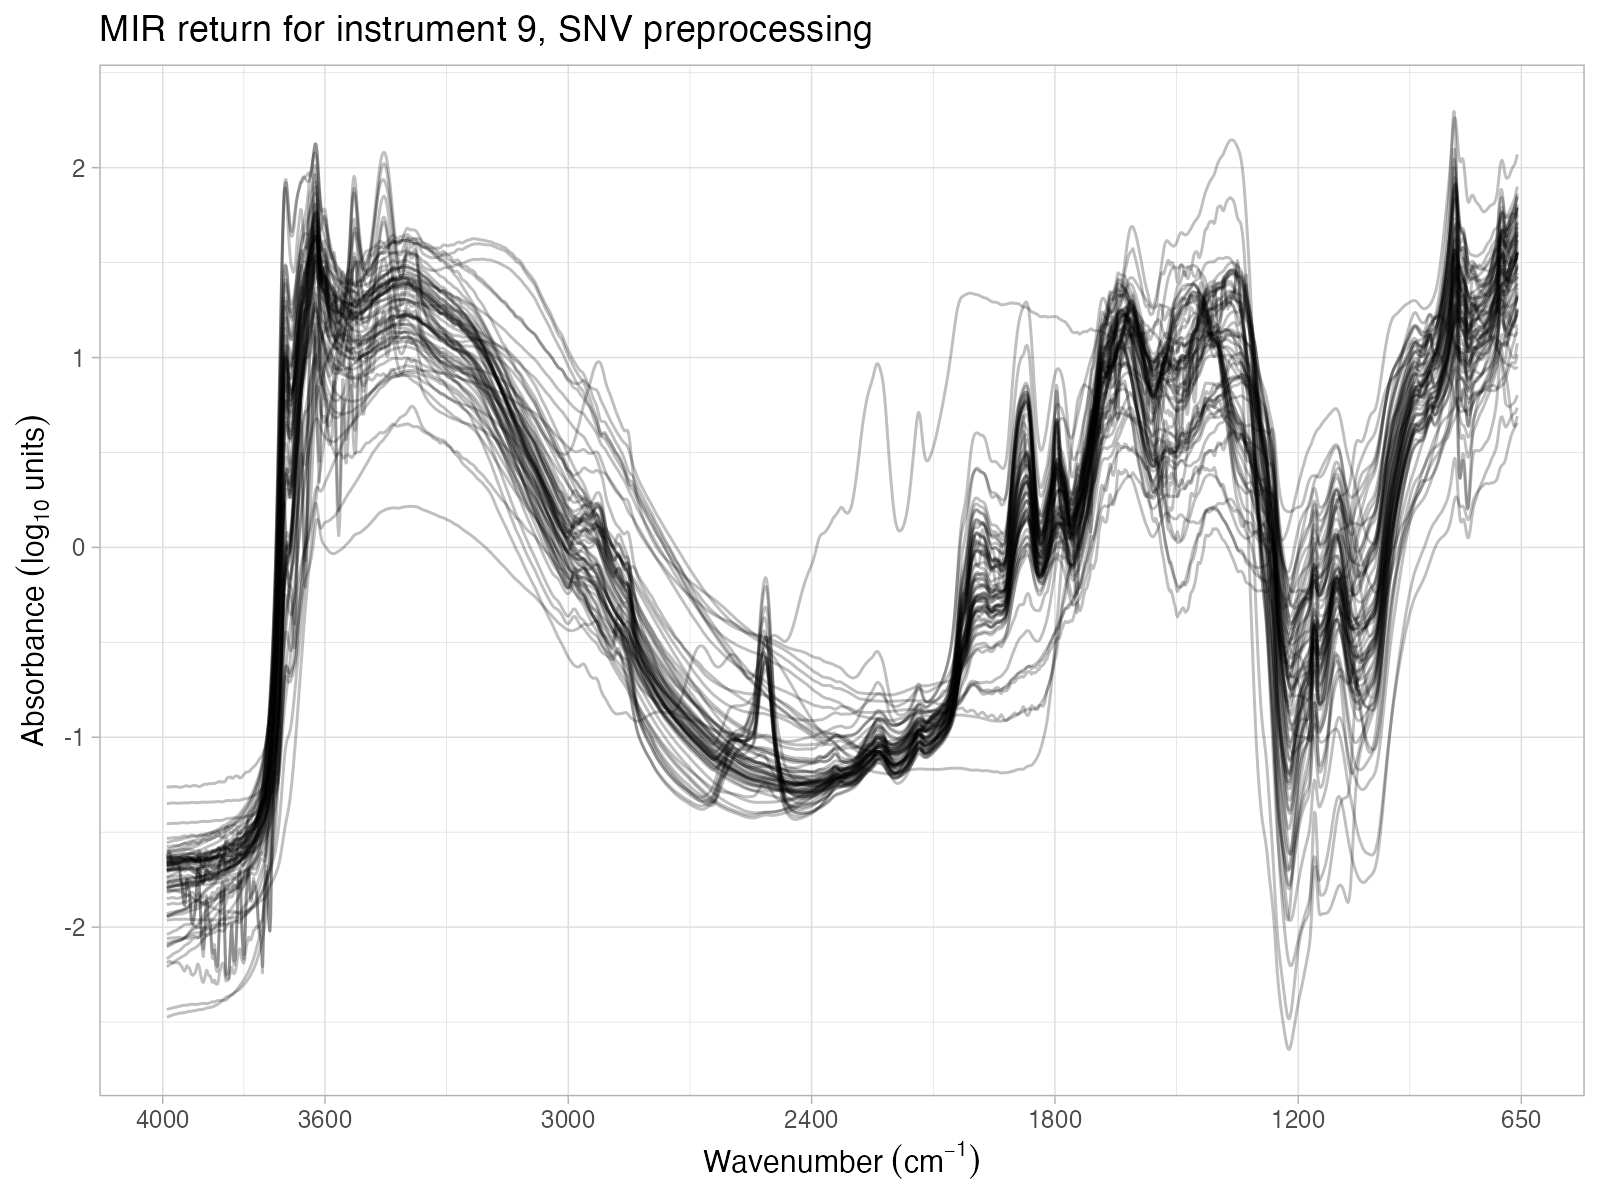 MIR return for instrument 9, SNV preprocessing
Absorbance (log₁₀ units)
2
1
0
-1
-2
4000 3600 3000 2400 1800 1200 650
Wavenumber (cm⁻¹)